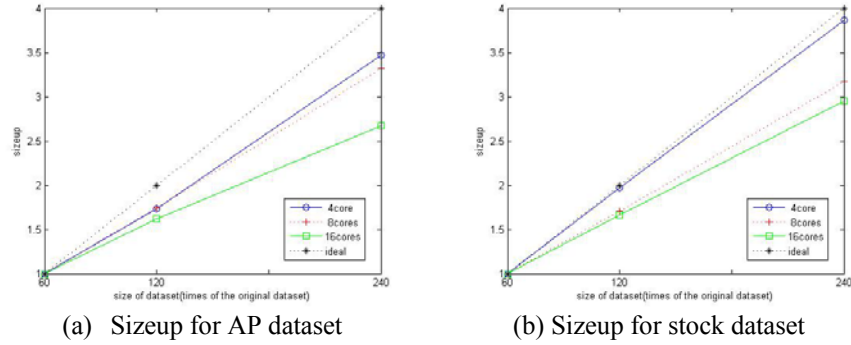 4
3.5
3
2.5
2
1.5
1
sizeup
60
120
240
size of dataset(times of the original dataset)
4core
8cores
16cores
ideal
(a) Sizeup for AP dataset
4
3.5
3
2.5
2
1.5
1
sizeup
60
120
240
size of dataset(times of the original dataset)
4core
8cores
16cores
ideal
(b) Sizeup for stock dataset